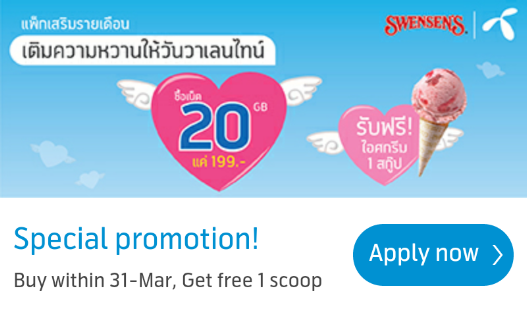 แพ็กเสริมรายเดือน
เติมความหวานให้วันวาเลนไทน์
SWENSEN'S
ซื้อเน็ต
20 GB
แค่ 199.-
รับฟรี!
ไอศกรีม
1 สกู๊ป
Special promotion!
Buy within 31-Mar, Get free 1 scoop
Apply now